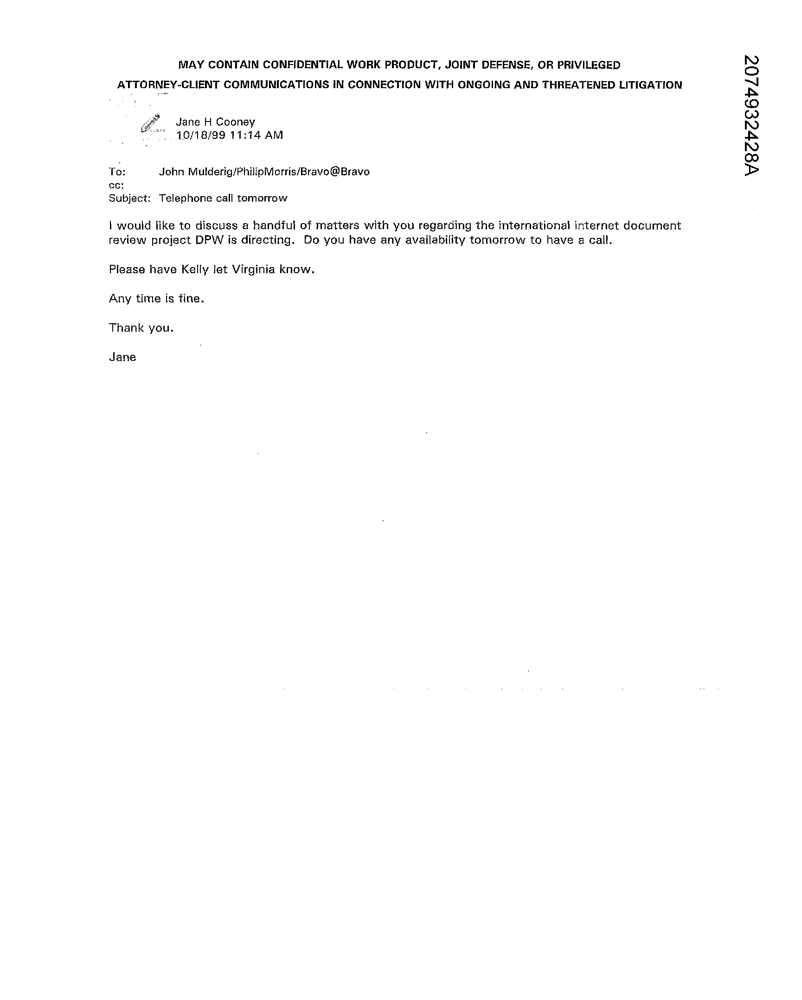 MAY CONTAIN CONFIDENTIAL WORK PRODUCT, JOINT DEFENSE, OR PRIVILEGED
ATTORNEY-CLIENT COMMUNICATIONS IN CONNECTION WITH ONGOING AND THREATENED LITIGATION
2074932428A
Jane H Cooney
10/18/99 11:14 AM
To: John Mulderig/PhilipMorris/Bravo@Bravo
cc:
Subject: Telephone call tomorrow
I would like to discuss a handful of matters with you regarding the international internet document
review project DPW is directing. Do you have any availability tomorrow to have a call.
Please have Kelly let Virginia know.
Any time is fine.
Thank you.
Jane